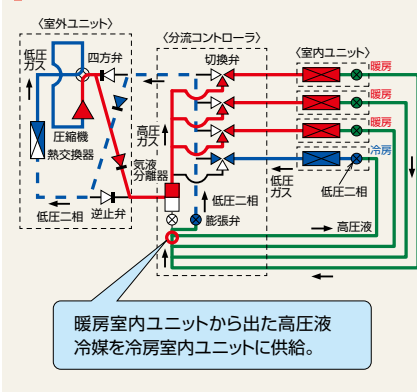 〈室外ユニット〉
〈分流コントローラ〉
〈室内ユニット〉
低圧
ガス
四方弁
切換弁
暖房
暖房
暖房
冷房
圧縮機
熱交換器
高圧
ガス
気液
分離器
低圧
ガス
低圧二相
低圧二相
逆止弁
低圧二相
膨張弁
高圧液
暖房室内ユニットから出た高圧液
冷媒を冷房室内ユニットに供給。